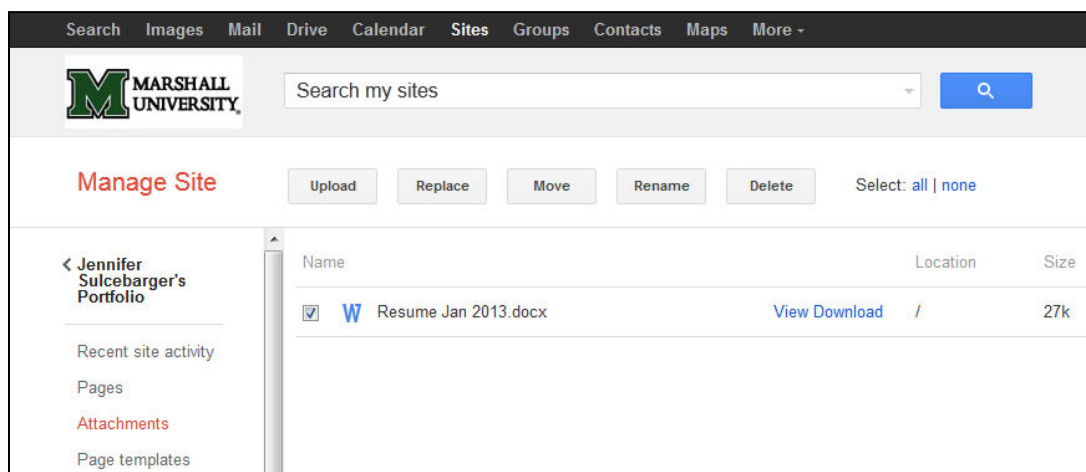 Search Images Mail Drive Calendar Sites Groups Contacts Maps More
MARSHALL
UNIVERSITY.
Search my sites
Manage Site
Upload Replace Move Rename Delete Select: all | none
Jennifer
Sulcebarger's
Portfolio
Recent site activity
Pages
Attachments
Page templates
Name Location Size
Resume Jan 2013.docx View Download / 27k